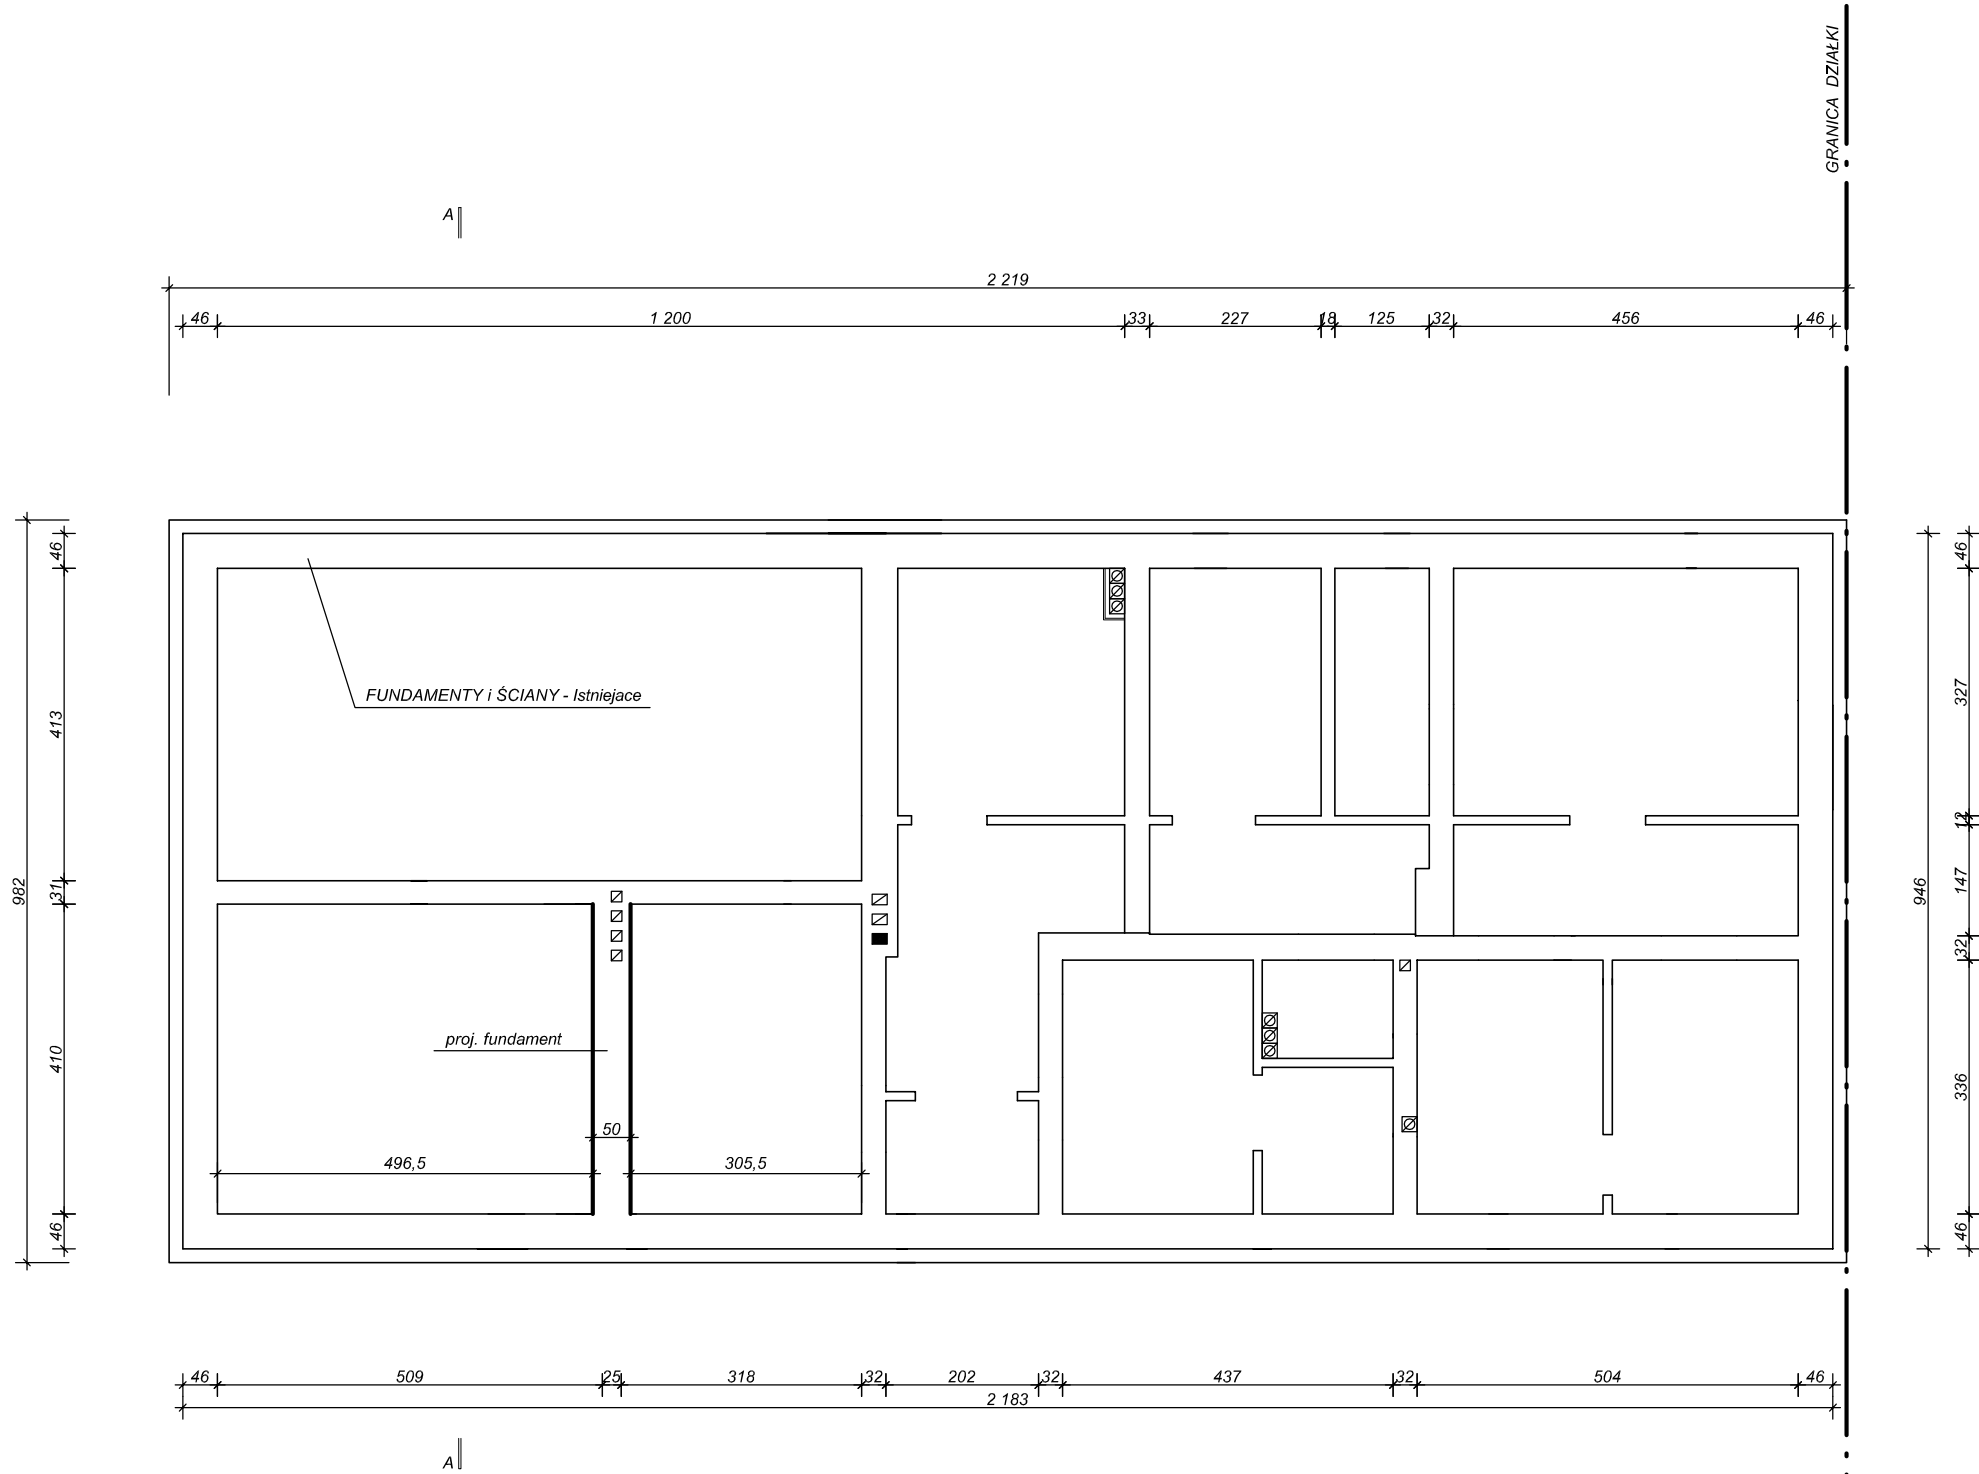 GRANICA DZIAŁKI
A
2 219
46 1 200 33 227 18 125 32 456 46
46
413
31
410
46
982
FUNDAMENTY i ŚCIANY - Istniejace
proj. fundament
50
496,5 305,5
946
46
327
12
147
32
336
46
46 509 25 318 32 202 32 437 32 504 46
2 183
A